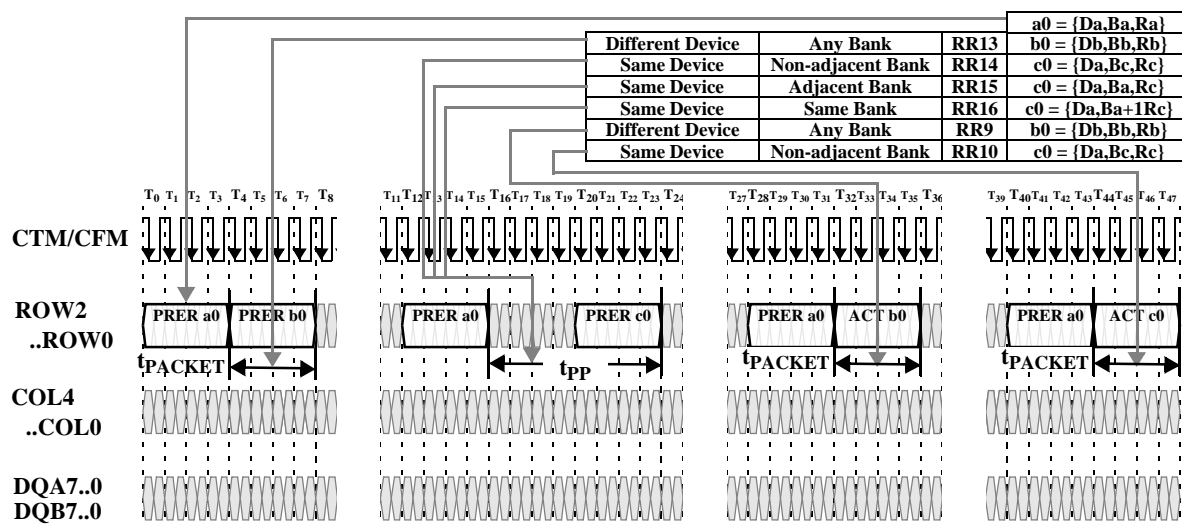 a0 = {Da,Ba,Ra}
Different Device Any Bank RR13 b0 = {Db,Bb,Rb}
Same Device Non-adjacent Bank RR14 c0 = {Da,Bc,Rc}
Same Device Adjacent Bank RR15 c0 = {Da,Ba,Rc}
Same Device Same Bank RR16 c0 = {Da,Ba+1Rc}
Different Device Any Bank RR9 b0 = {Db,Bb,Rb}
Same Device Non-adjacent Bank RR10 c0 = {Da,Bc,Rc}
T0 T1 T2 T3 T4 T5 T6 T7 T8 T11 T12 T13 T14 T15 T16 T17 T18 T19 T20 T21 T22 T23 T24 T27 T28 T29 T30 T31 T32 T33 T34 T35 T36 T39 T40 T41 T42 T43 T44 T45 T46 T47
CTM/CFM
ROW2 PRER a0 PRER b0 PRER a0 PRER c0 PRER a0 ACT b0 PRER a0 ACT c0
..ROW0
tPACKET tPP tPACKET tPACKET
COL4
..COL0
DQA7..0
DQB7..0